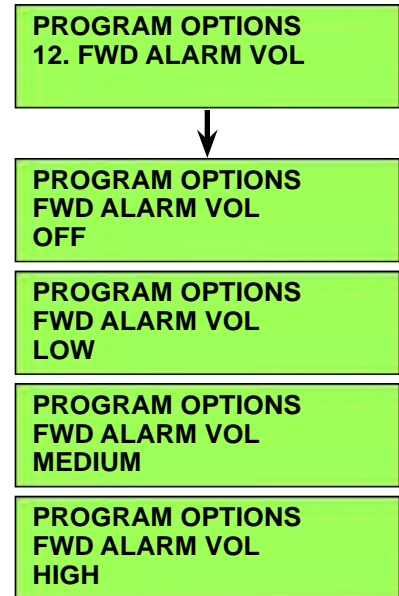 PROGRAM OPTIONS
12. FWD ALARM VOL
PROGRAM OPTIONS
FWD ALARM VOL
OFF
PROGRAM OPTIONS
FWD ALARM VOL
LOW
PROGRAM OPTIONS
FWD ALARM VOL
MEDIUM
PROGRAM OPTIONS
FWD ALARM VOL
HIGH